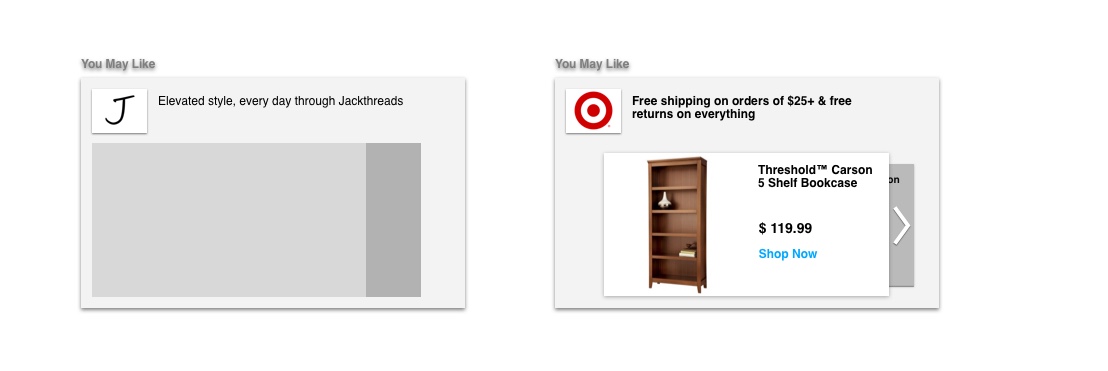 You May Like
J
Elevated style, every day through Jackthreads
You May Like
Free shipping on orders of $25+ & free
returns on everything
Threshold™ Carson
5 Shelf Bookcase
on
$ 119.99
Shop Now